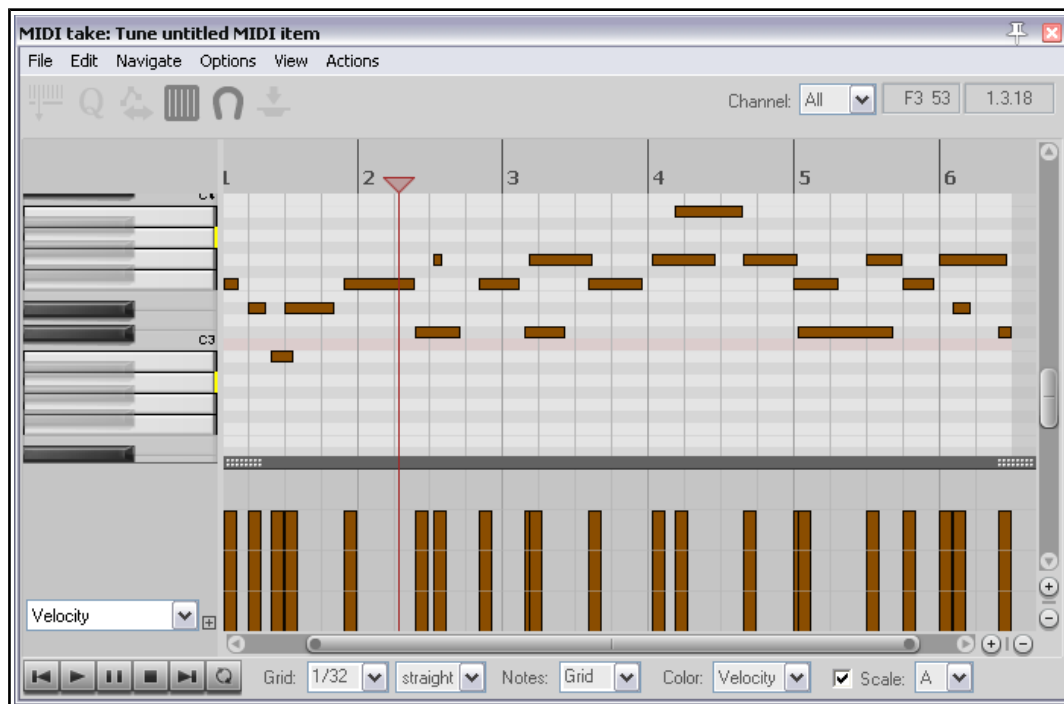 MIDI take: Tune untitled MIDI item
File Edit Navigate Options View Actions
Q Channel: All F3 53 1.3.18
2 3 4 5 6
C3
Velocity
Grid: 1/32 straight Notes: Grid Color: Velocity Scale: A